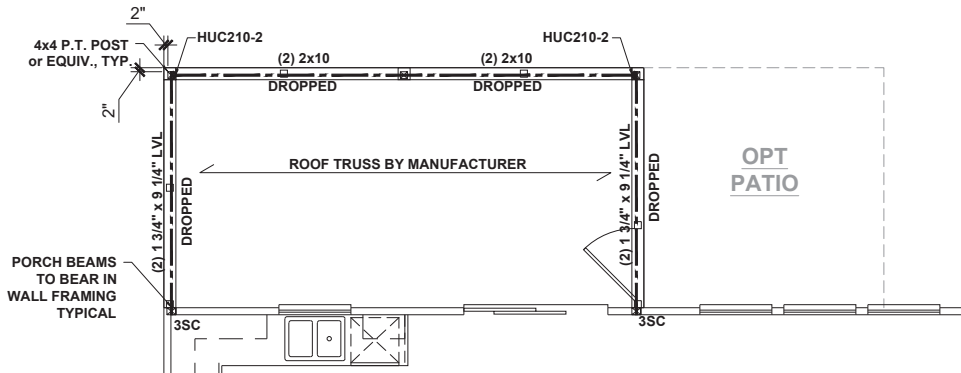 2"
4x4 P.T. POST
or EQUIV., TYP.
2"
HUC210-2
(2) 2x10
DROPPED
HUC210-2
(2) 2x10
DROPPED
(2) 1 3/4" x 9 1/4" LVL
DROPPED
ROOF TRUSS BY MANUFACTURER
(2) 1 3/4" x 9 1/4" LVL
DROPPED
OPT
PATIO
PORCH BEAMS
TO BEAR IN
WALL FRAMING
TYPICAL
3SC
3SC